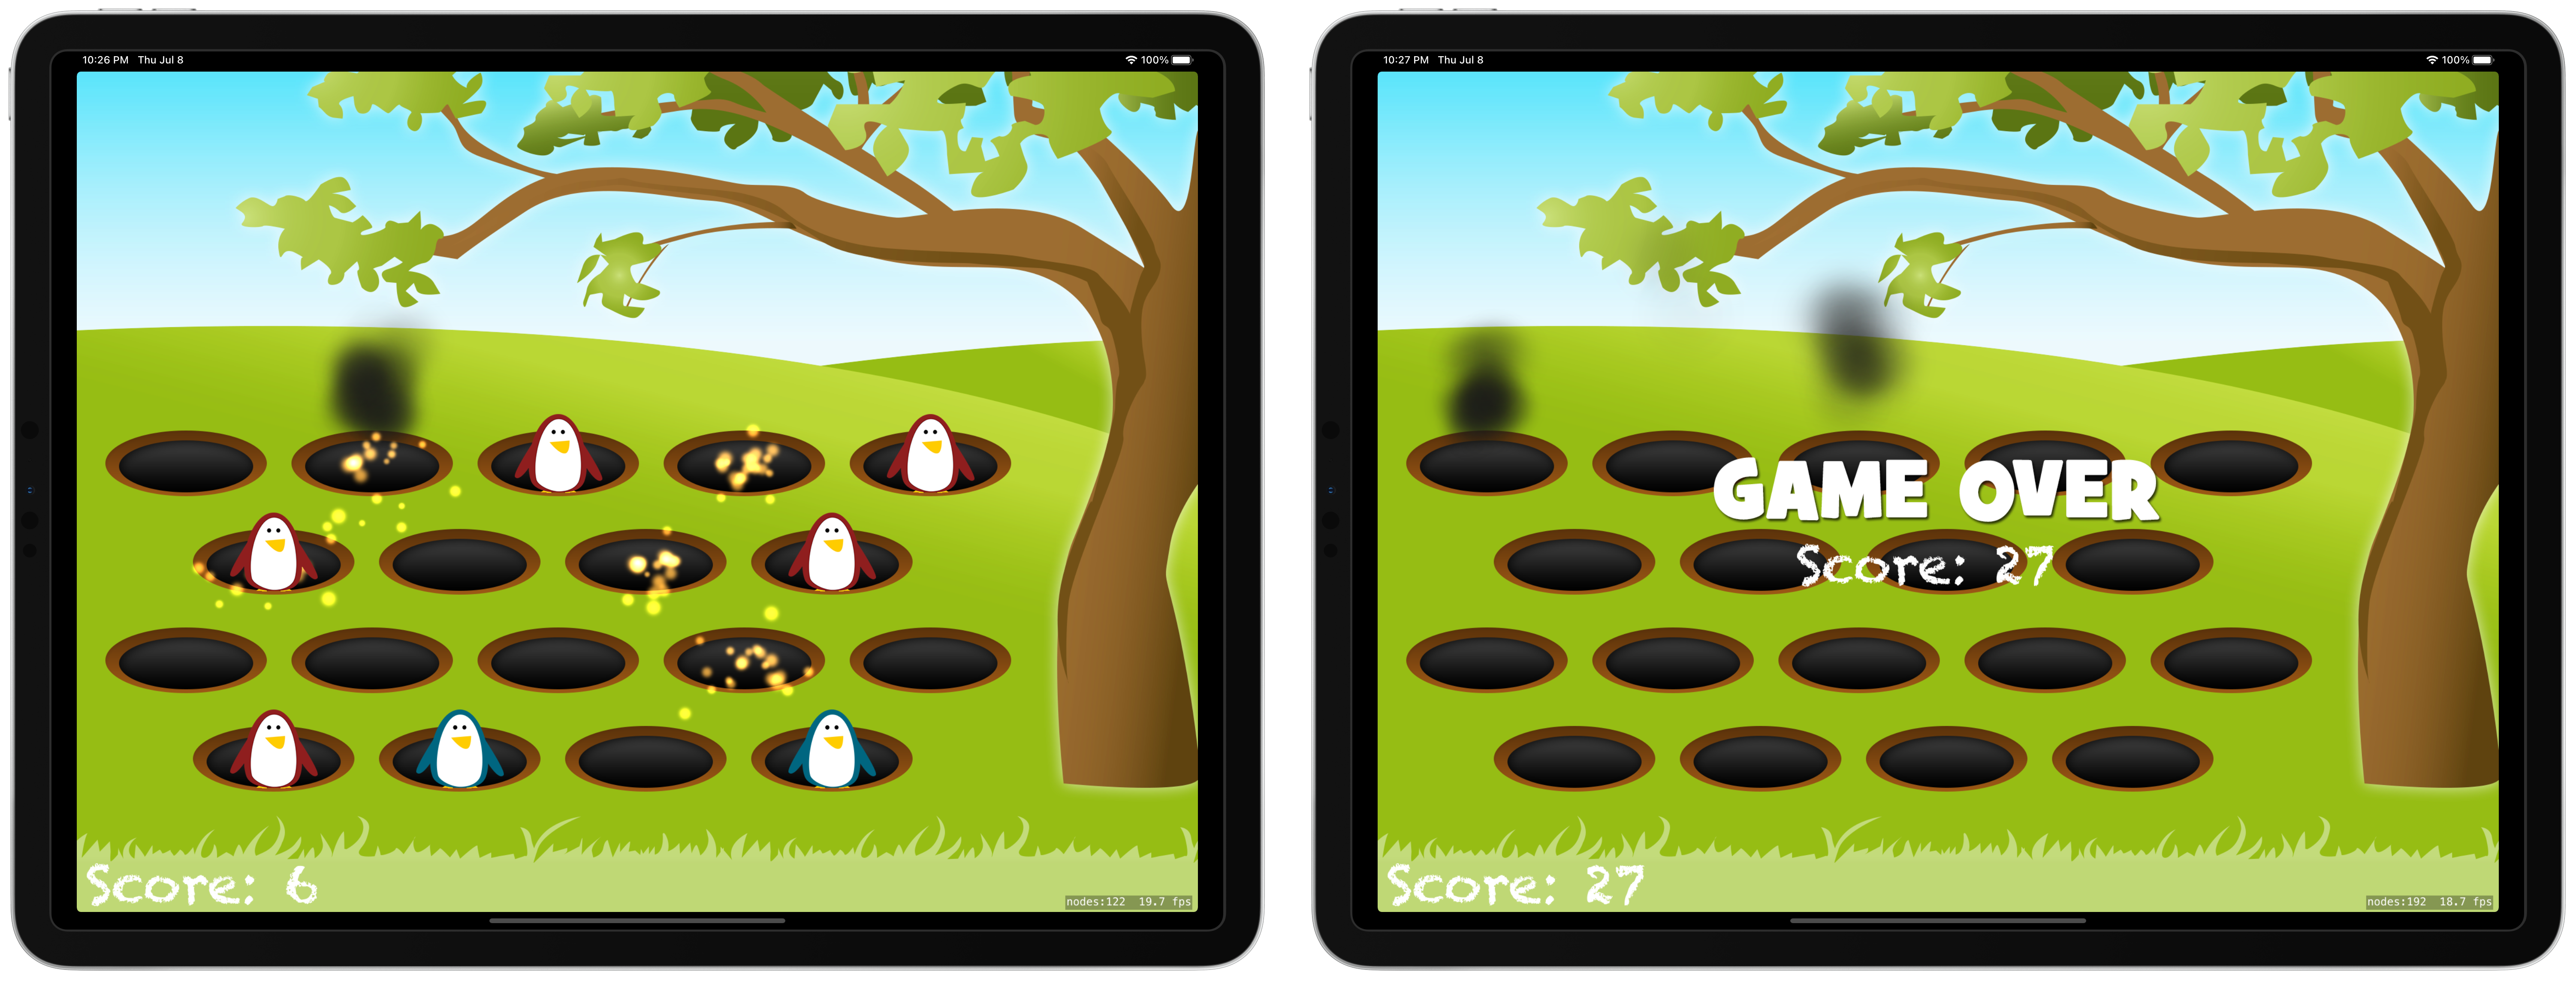 10:26 PM Thu Jul 8
100%
Score: 6
nodes:122 19.7 fps
10:27 PM Thu Jul 8
100%
GAME OVER
Score: 27
Score: 27
nodes:192 18.7 fps